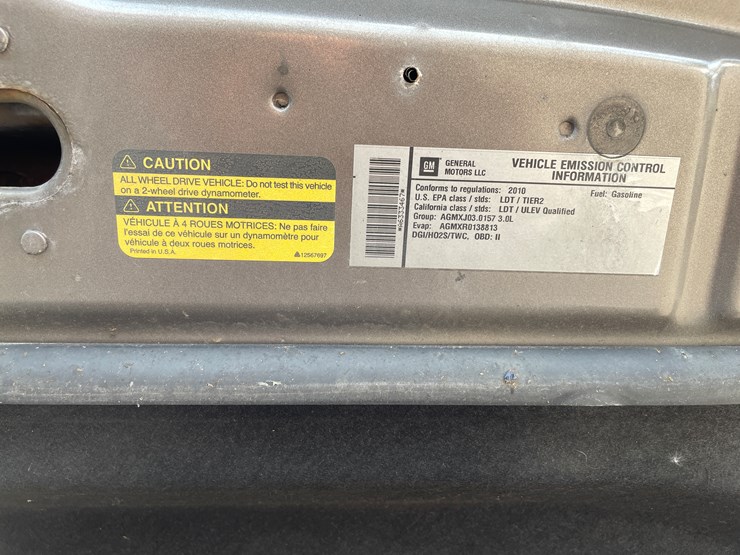 ⚠ CAUTION
ALL WHEEL DRIVE VEHICLE: Do not test this vehicle
on a 2-wheel drive dynamometer.
⚠ ATTENTION
VÉHICULE À 4 ROUES MOTRICES: Ne pas faire
l'essai de ce véhicule sur un dynamomètre pour
véhicule à deux roues motrices.
Printed in U.S.A.
12567697
GM GENERAL
MOTORS LLC
VEHICLE EMISSION CONTROL
INFORMATION
Conforms to regulations: 2010
Fuel: Gasoline
U.S. EPA class / stds: LDT / TIER2
California class / stds: LDT / ULEV Qualified
Group: AGMXJ03.0157 3.0L
Evap: AGMXR0138813
DGI/HO2S/TWC, OBD: II